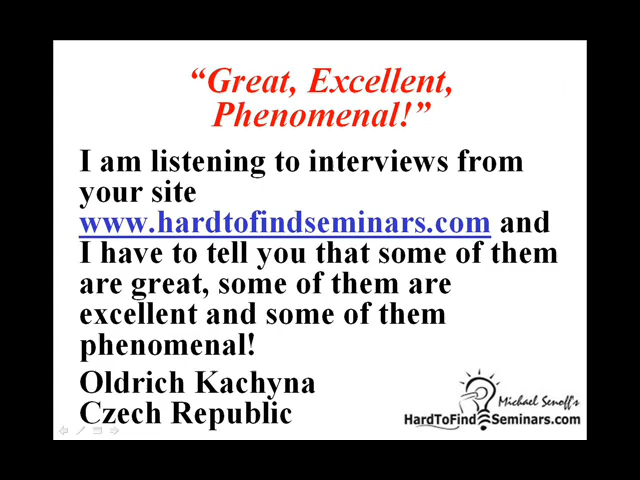 “Great, Excellent,
Phenomenal!”
I am listening to interviews from
your site
www.hardtofindseminars.com and
I have to tell you that some of them
are great, some of them are
excellent and some of them
phenomenal!
Oldrich Kachyna
Czech Republic
Michael Senoff's
HardToFindSeminars.com